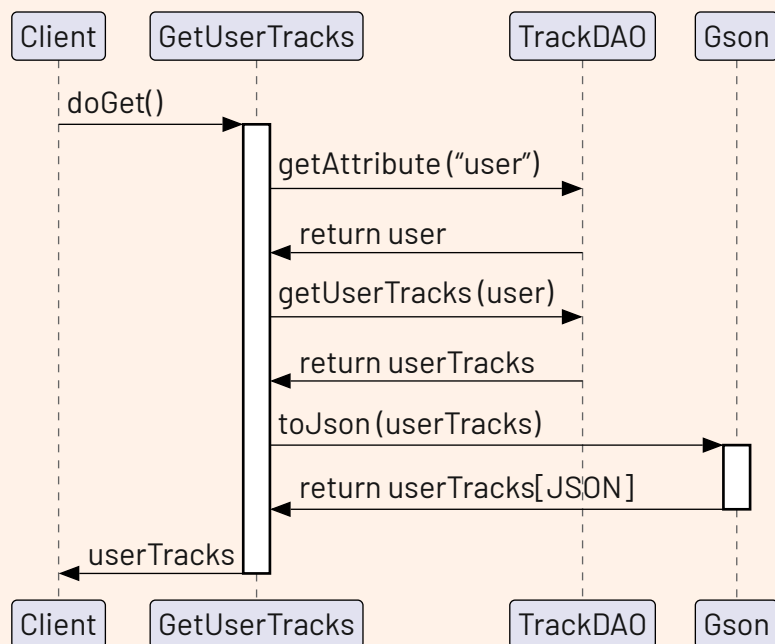 Client GetUserTracks TrackDAO Gson
doGet()
getAttribute (“user”)
return user
getUserTracks (user)
return userTracks
toJson (userTracks)
return userTracks[JSON]
userTracks
Client GetUserTracks TrackDAO Gson